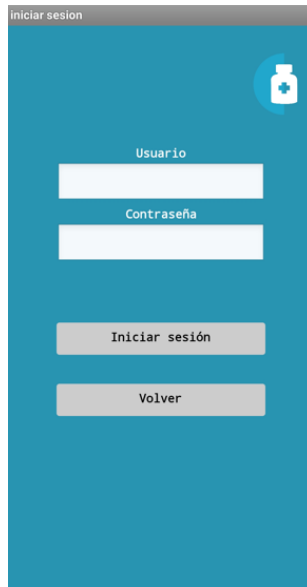 iniciar sesion
Usuario
Contraseña
Iniciar sesión
Volver